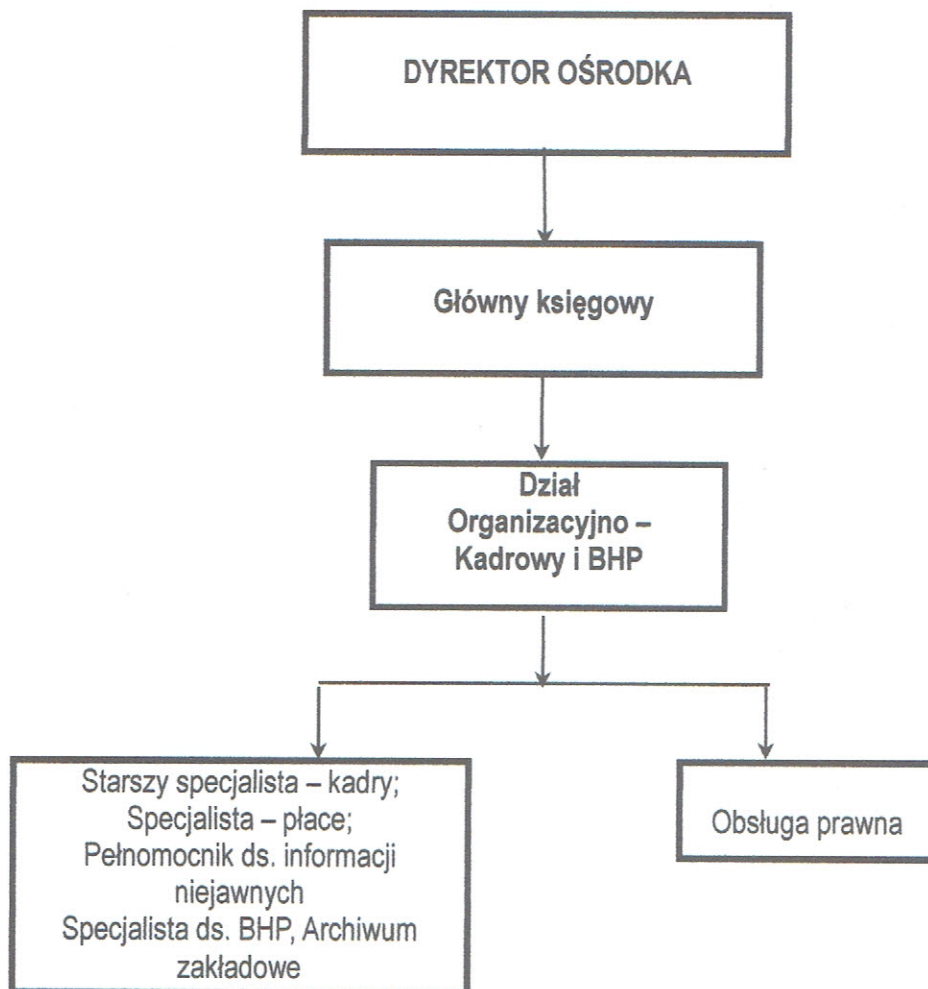 DYREKTOR OŚRODKA
Główny księgowy
Dział
Organizacyjno –
Kadrowy i BHP
Starszy specjalista – kadry;
Specjalista – płace;
Pełnomocnik ds. informacji
niejawnych
Specjalista ds. BHP, Archiwum
zakładowe
Obsługa prawna